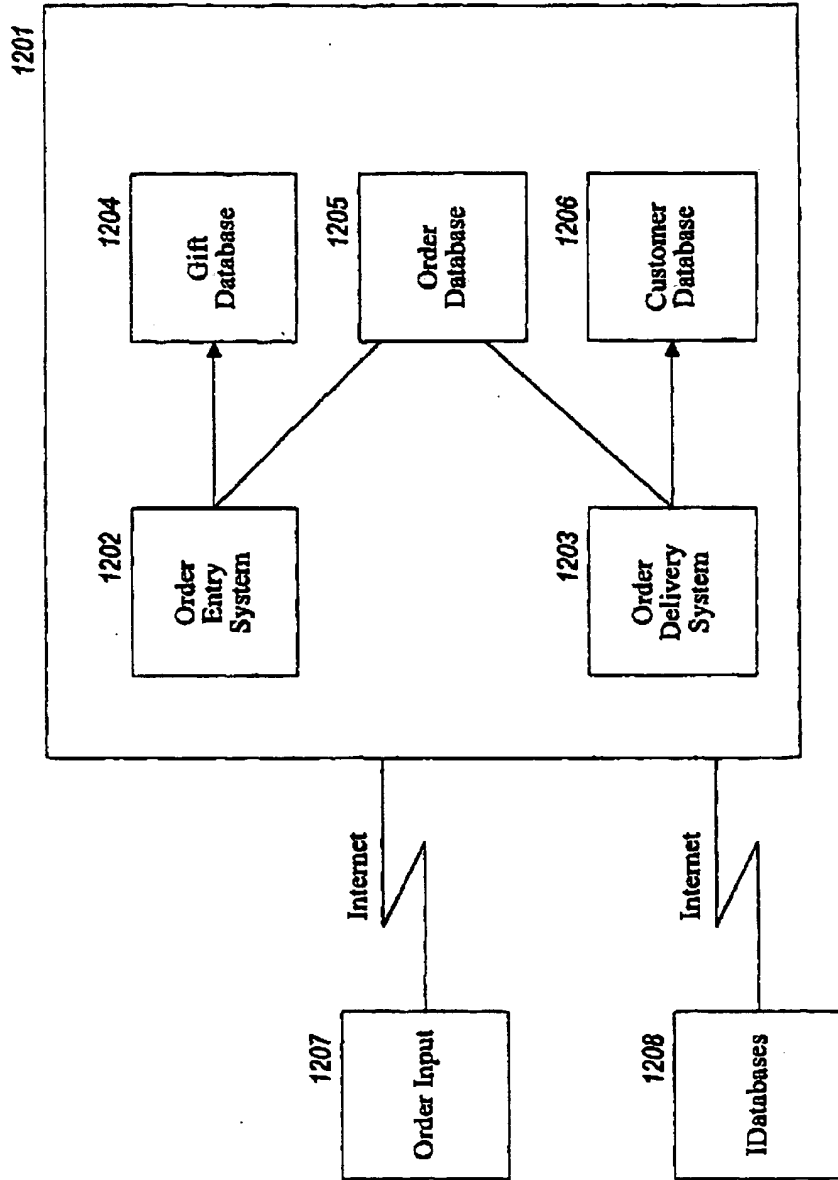 1201
1202
Order
Entry
System
1204
Gift
Database
1205
Order
Database
1203
Order
Delivery
System
1206
Customer
Database
1207
Order Input
Internet
1208
IDatabases
Internet